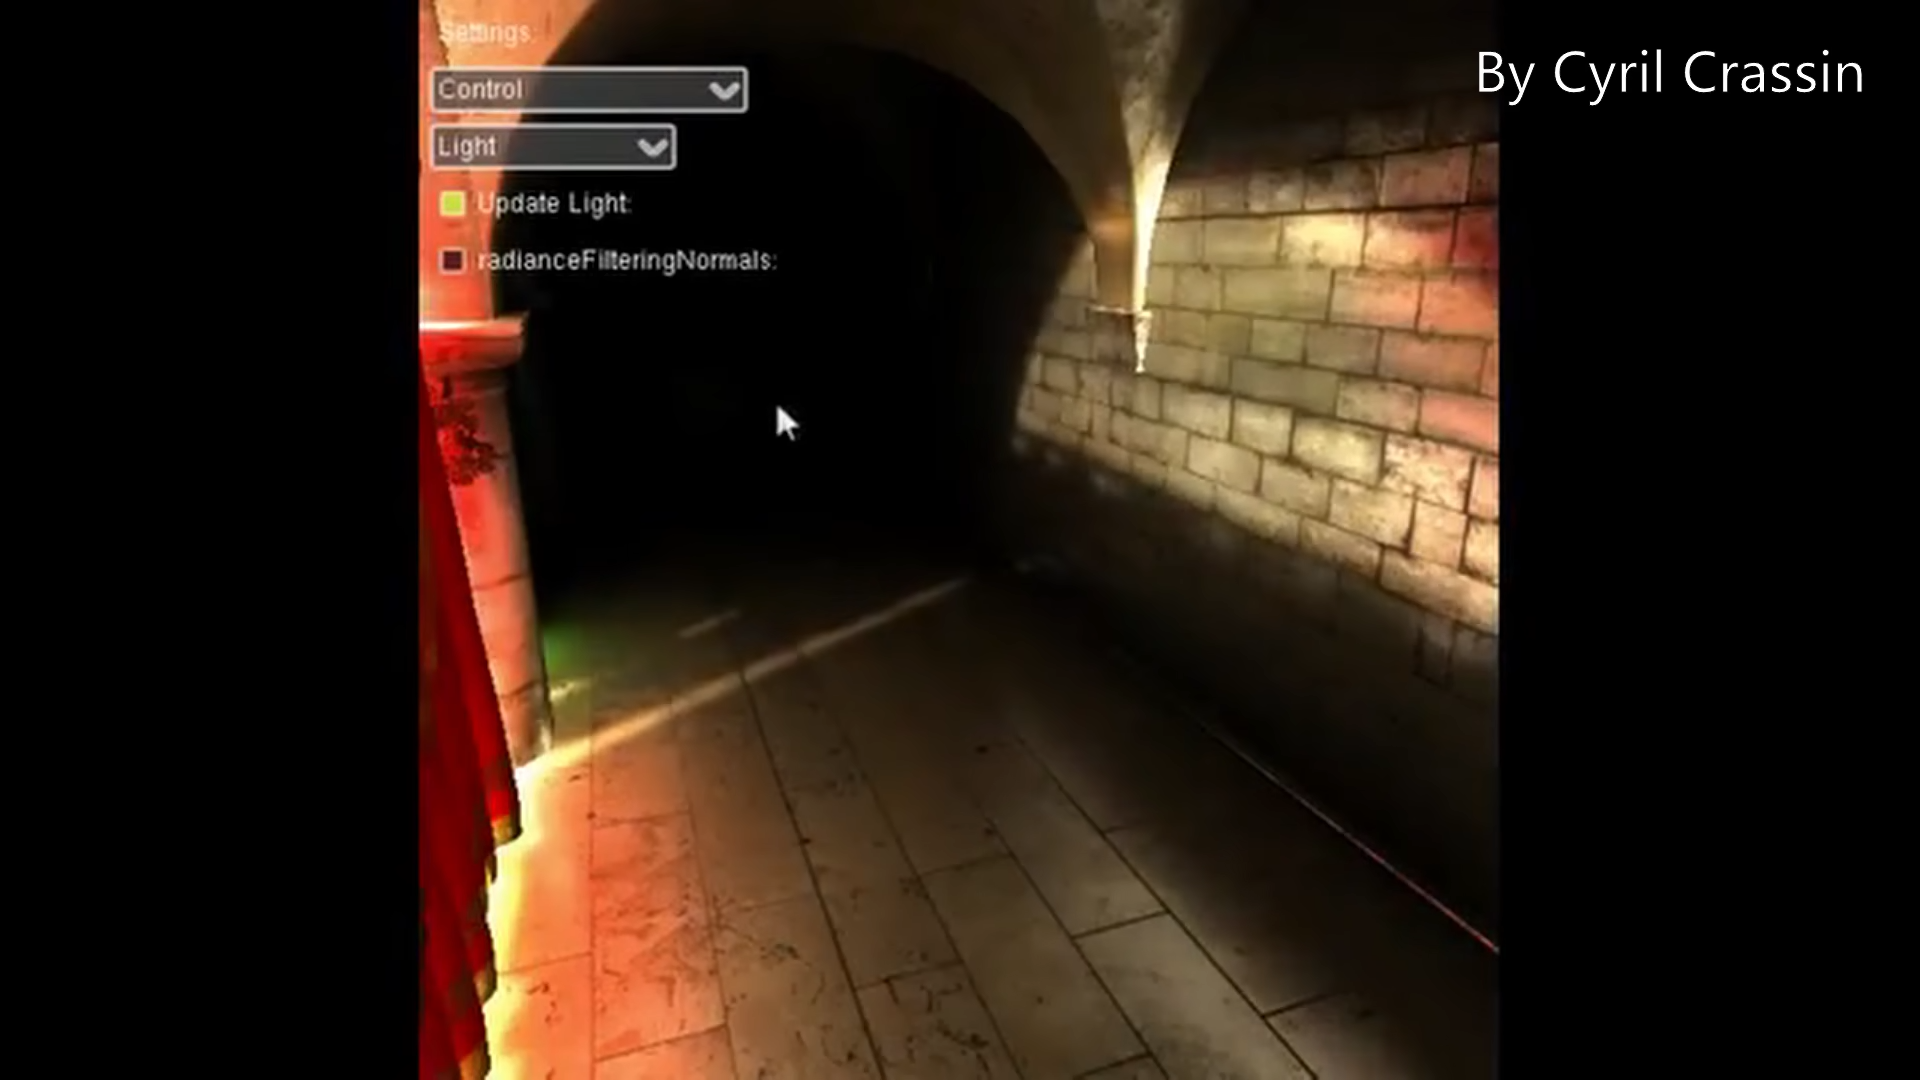 Settings:
By Cyril Crassin
Control
Light
Update Light:
radianceFilteringNormals: